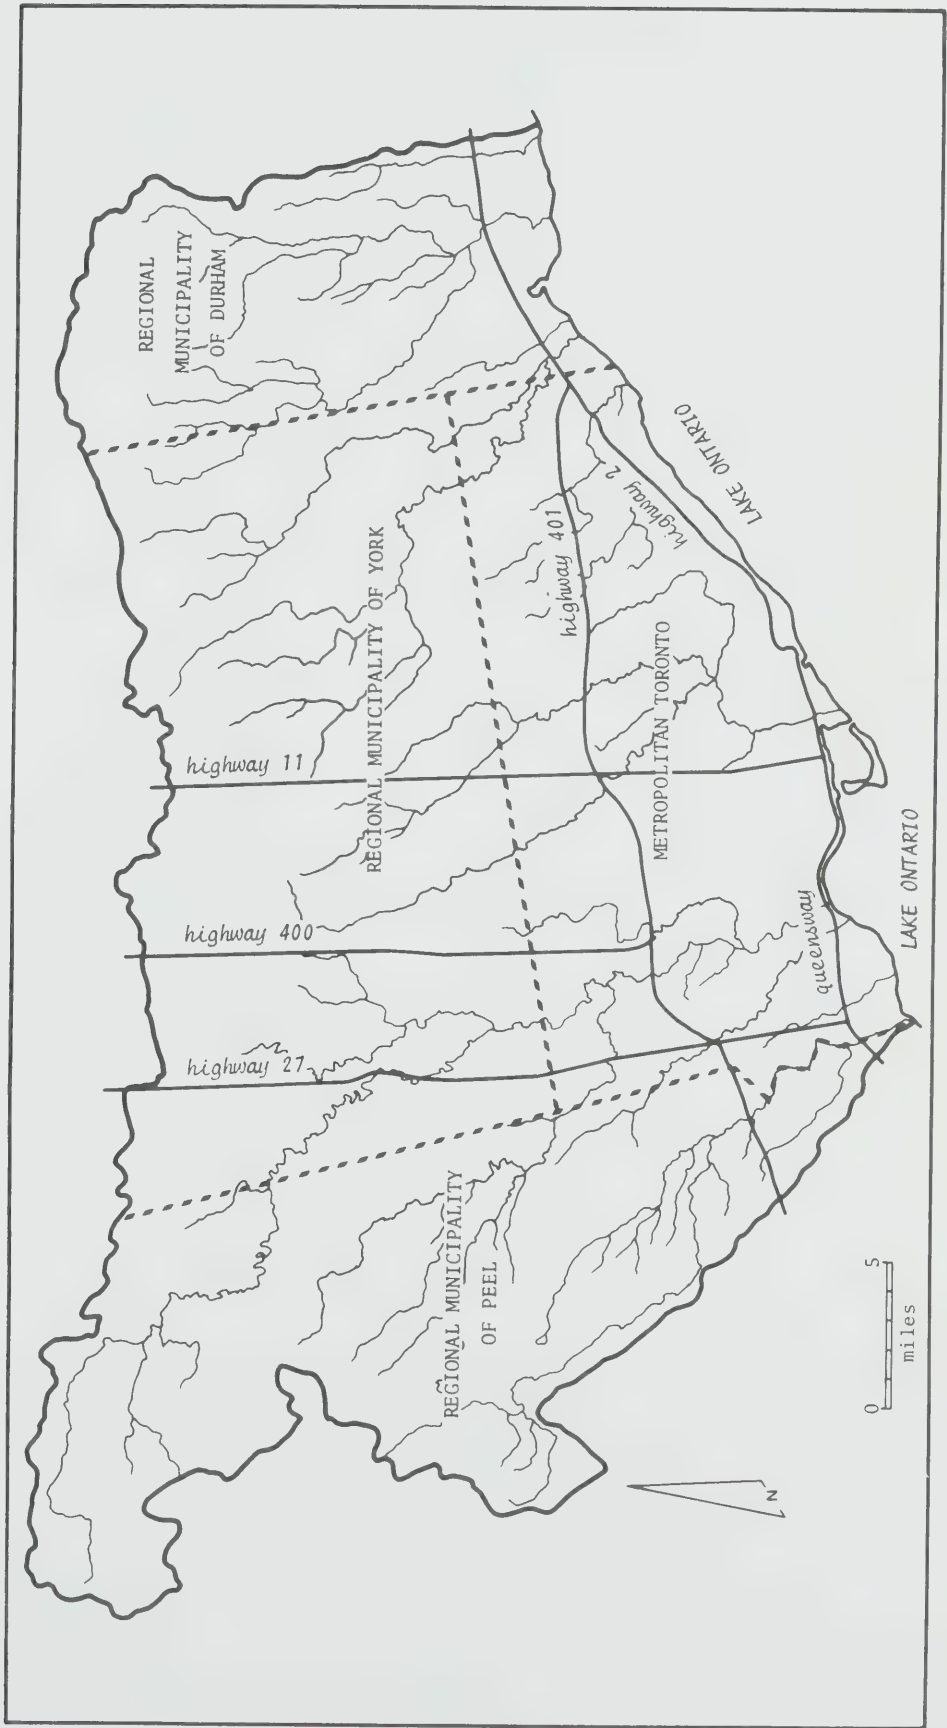 REGIONAL
MUNICIPALITY
OF DURHAM
REGIONAL MUNICIPALITY OF YORK
highway 11
highway 400
highway 27
highway 401
highway 2
LAKE ONTARIO
METROPOLITAN TORONTO
queensway
LAKE ONTARIO
REGIONAL MUNICIPALITY
OF PEEL
0 5
miles
N